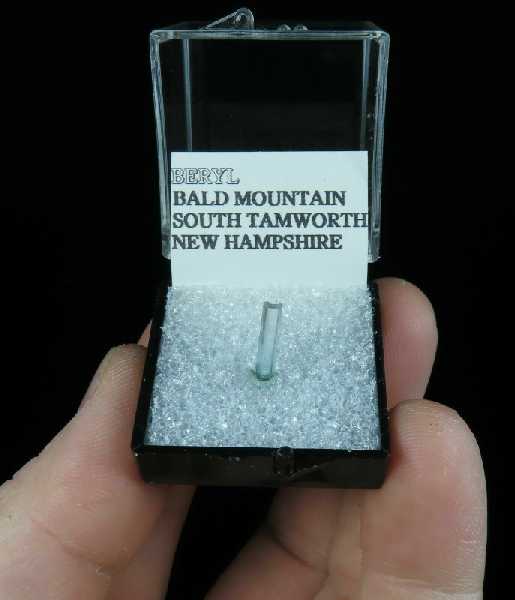 BERYL
BALD MOUNTAIN
SOUTH TAMWORTH
NEW HAMPSHIRE